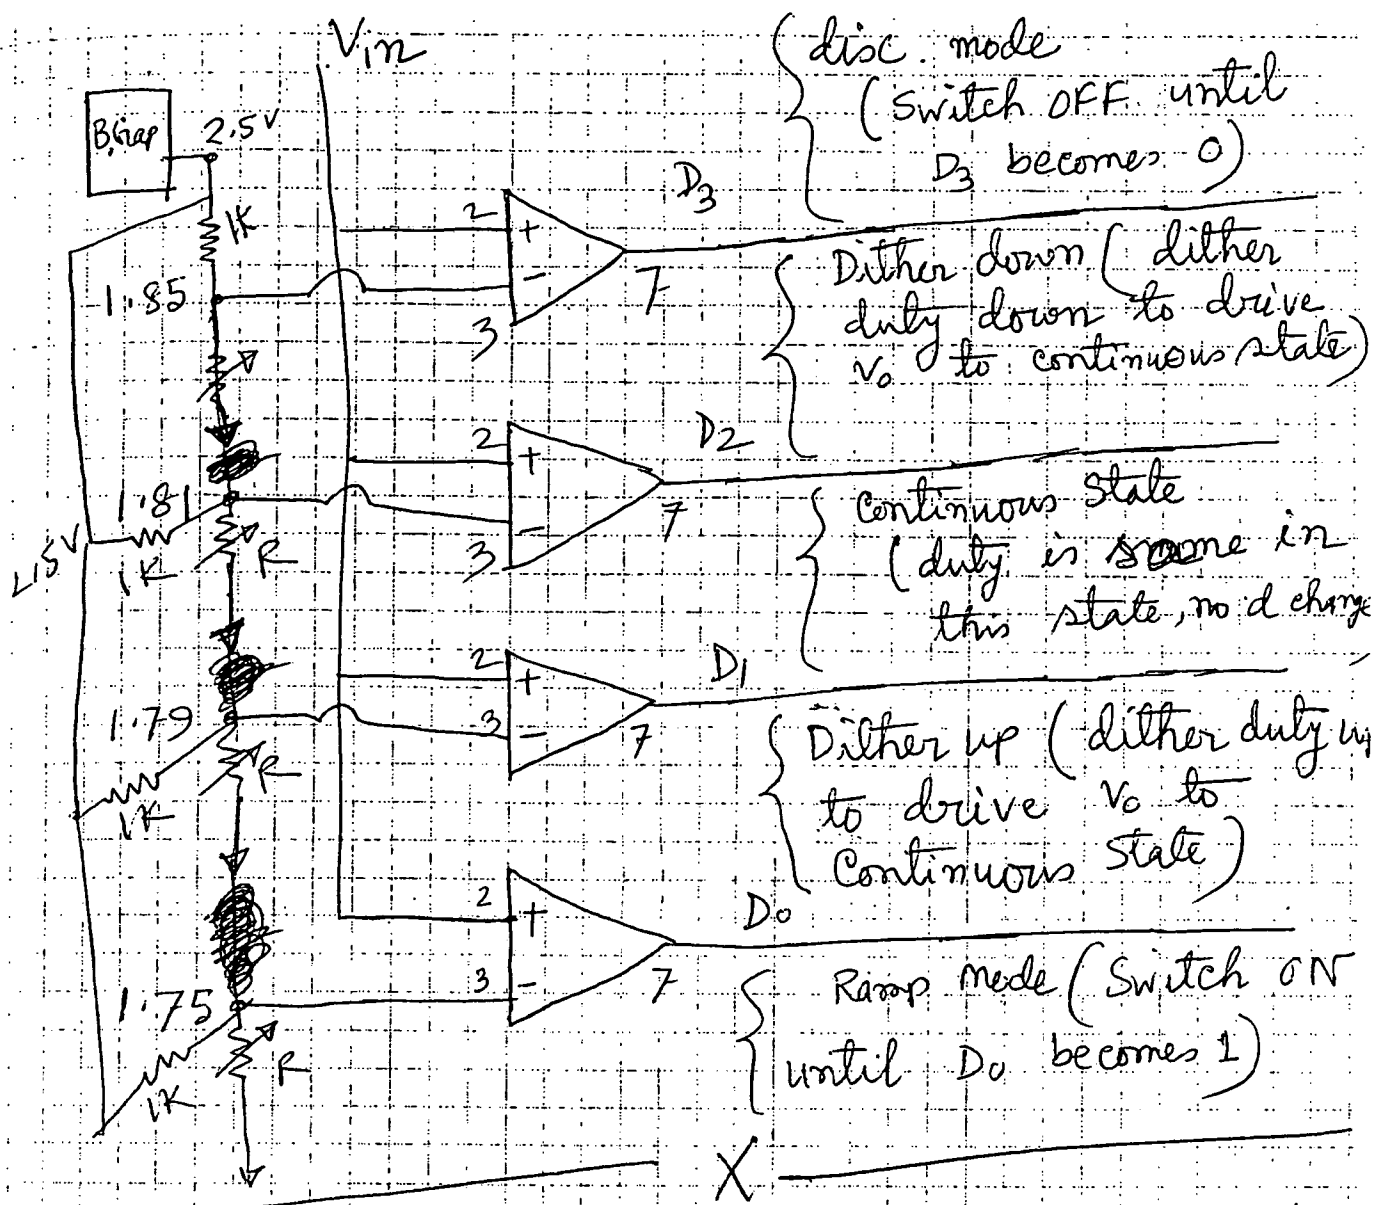 Vin
disc. mode
(Switch OFF until
D3 becomes 0)
B.Gap
2.5V
1K
D3
2
+
-
3
7
1.85
Dither down (dither
duty down to drive
Vo to continuous state)
D2
2
+
-
3
7
1.81
1K
R
2.5V
Continuous State
(duty is same in
this state, no d change
D1
2
+
3
-
7
1.79
R
1K
Dither up (dither duty up
to drive Vo to
Continuous State)
D0
2
+
3
-
7
1.75
R
1K
Ramp mode (Switch ON
until D0 becomes 1)
X